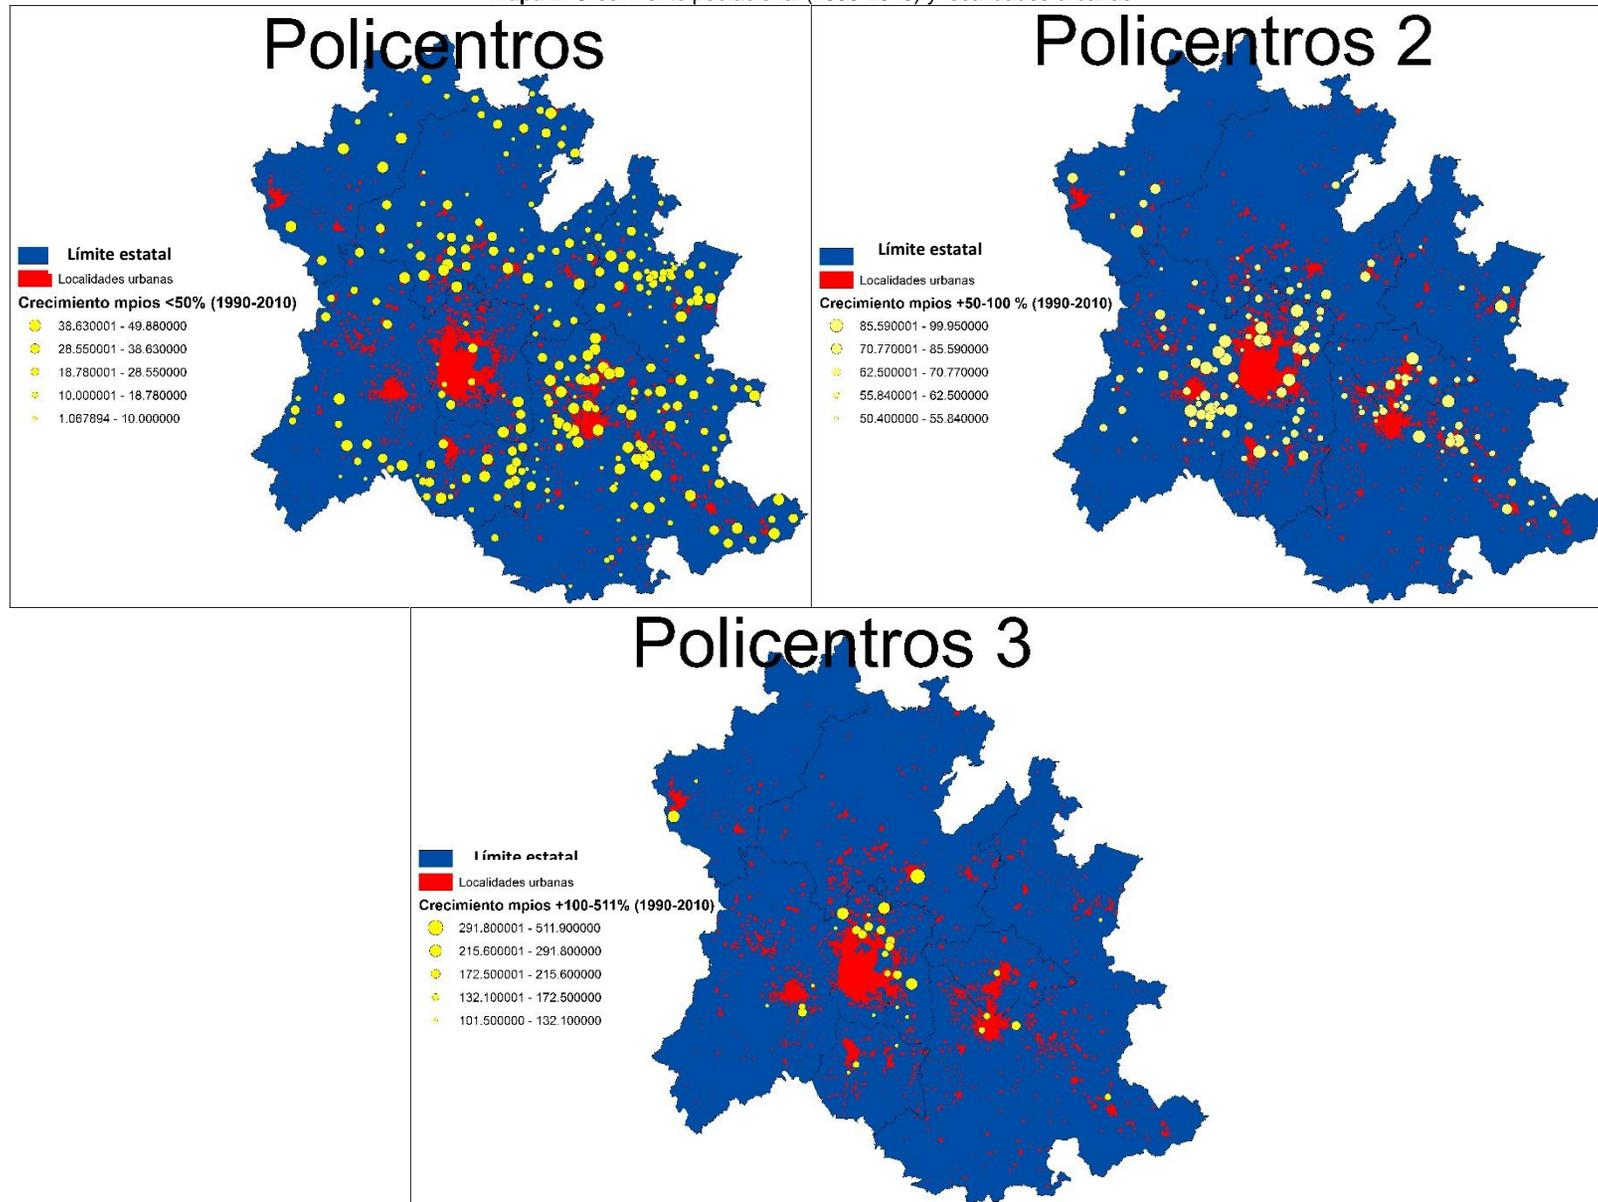 Policentros
Límite estatal
Localidades urbanas
Crecimiento mpios <50% (1990-2010)
38.630001 - 49.880000
28.550001 - 38.630000
18.780001 - 28.550000
10.000001 - 18.780000
1.067894 - 10.000000
Policentros 2
Límite estatal
Localidades urbanas
Crecimiento mpios +50-100 % (1990-2010)
85.590001 - 99.950000
70.770001 - 85.590000
62.500001 - 70.770000
55.840001 - 62.500000
50.400000 - 55.840000
Policentros 3
Límite estatal
Localidades urbanas
Crecimiento mpios +100-511% (1990-2010)
291.800001 - 511.900000
215.600001 - 291.800000
172.500001 - 215.600000
132.100001 - 172.500000
101.500000 - 132.100000